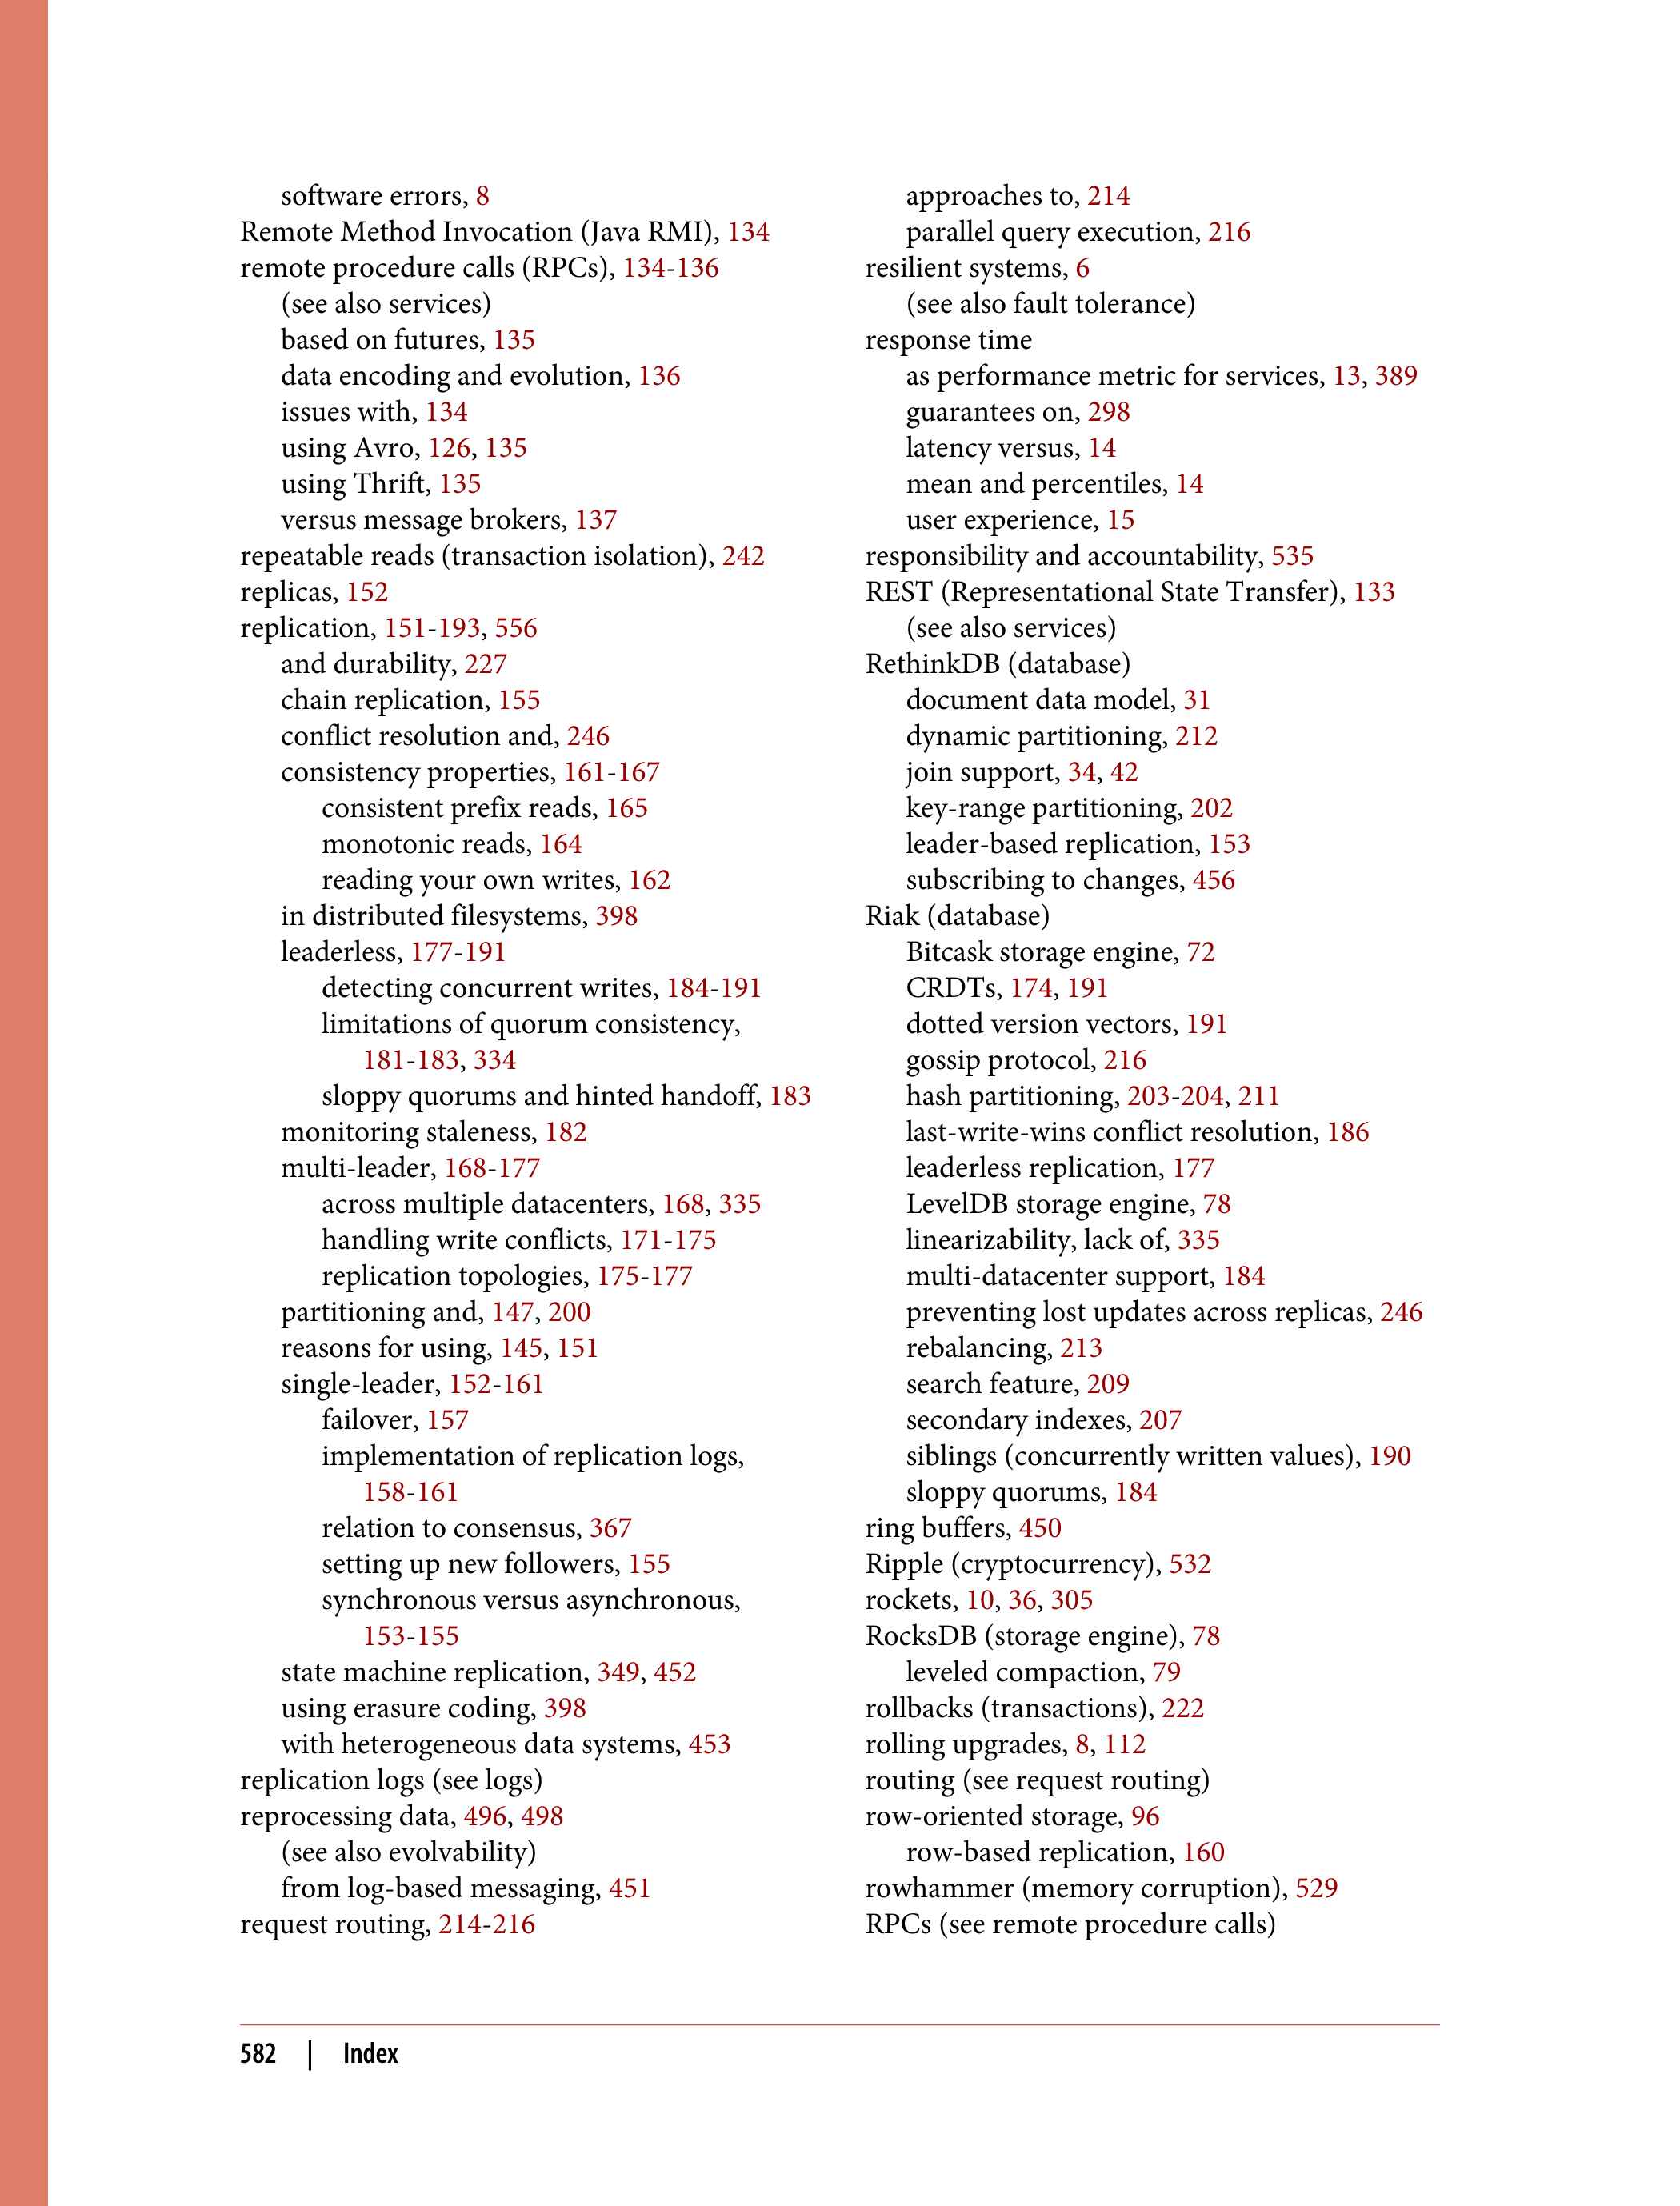 software errors, 8
Remote Method Invocation (Java RMI), 134
remote procedure calls (RPCs), 134-136
(see also services)
based on futures, 135
data encoding and evolution, 136
issues with, 134
using Avro, 126, 135
using Thrift, 135
versus message brokers, 137
repeatable reads (transaction isolation), 242
replicas, 152
replication, 151-193, 556
and durability, 227
chain replication, 155
conflict resolution and, 246
consistency properties, 161-167
consistent prefix reads, 165
monotonic reads, 164
reading your own writes, 162
in distributed filesystems, 398
leaderless, 177-191
detecting concurrent writes, 184-191
limitations of quorum consistency,
181-183, 334
sloppy quorums and hinted handoff, 183
monitoring staleness, 182
multi-leader, 168-177
across multiple datacenters, 168, 335
handling write conflicts, 171-175
replication topologies, 175-177
partitioning and, 147, 200
reasons for using, 145, 151
single-leader, 152-161
failover, 157
implementation of replication logs,
158-161
relation to consensus, 367
setting up new followers, 155
synchronous versus asynchronous,
153-155
state machine replication, 349, 452
using erasure coding, 398
with heterogeneous data systems, 453
replication logs (see logs)
reprocessing data, 496, 498
(see also evolvability)
from log-based messaging, 451
request routing, 214-216
approaches to, 214
parallel query execution, 216
resilient systems, 6
(see also fault tolerance)
response time
as performance metric for services, 13, 389
guarantees on, 298
latency versus, 14
mean and percentiles, 14
user experience, 15
responsibility and accountability, 535
REST (Representational State Transfer), 133
(see also services)
RethinkDB (database)
document data model, 31
dynamic partitioning, 212
join support, 34, 42
key-range partitioning, 202
leader-based replication, 153
subscribing to changes, 456
Riak (database)
Bitcask storage engine, 72
CRDTs, 174, 191
dotted version vectors, 191
gossip protocol, 216
hash partitioning, 203-204, 211
last-write-wins conflict resolution, 186
leaderless replication, 177
LevelDB storage engine, 78
linearizability, lack of, 335
multi-datacenter support, 184
preventing lost updates across replicas, 246
rebalancing, 213
search feature, 209
secondary indexes, 207
siblings (concurrently written values), 190
sloppy quorums, 184
ring buffers, 450
Ripple (cryptocurrency), 532
rockets, 10, 36, 305
RocksDB (storage engine), 78
leveled compaction, 79
rollbacks (transactions), 222
rolling upgrades, 8, 112
routing (see request routing)
row-oriented storage, 96
row-based replication, 160
rowhammer (memory corruption), 529
RPCs (see remote procedure calls)
582 | Index